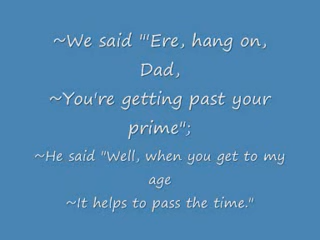 ~We said "'Ere, hang on,
Dad,
~You're getting past your
prime";
~He said "Well, when you get to my
age
~It helps to pass the time."